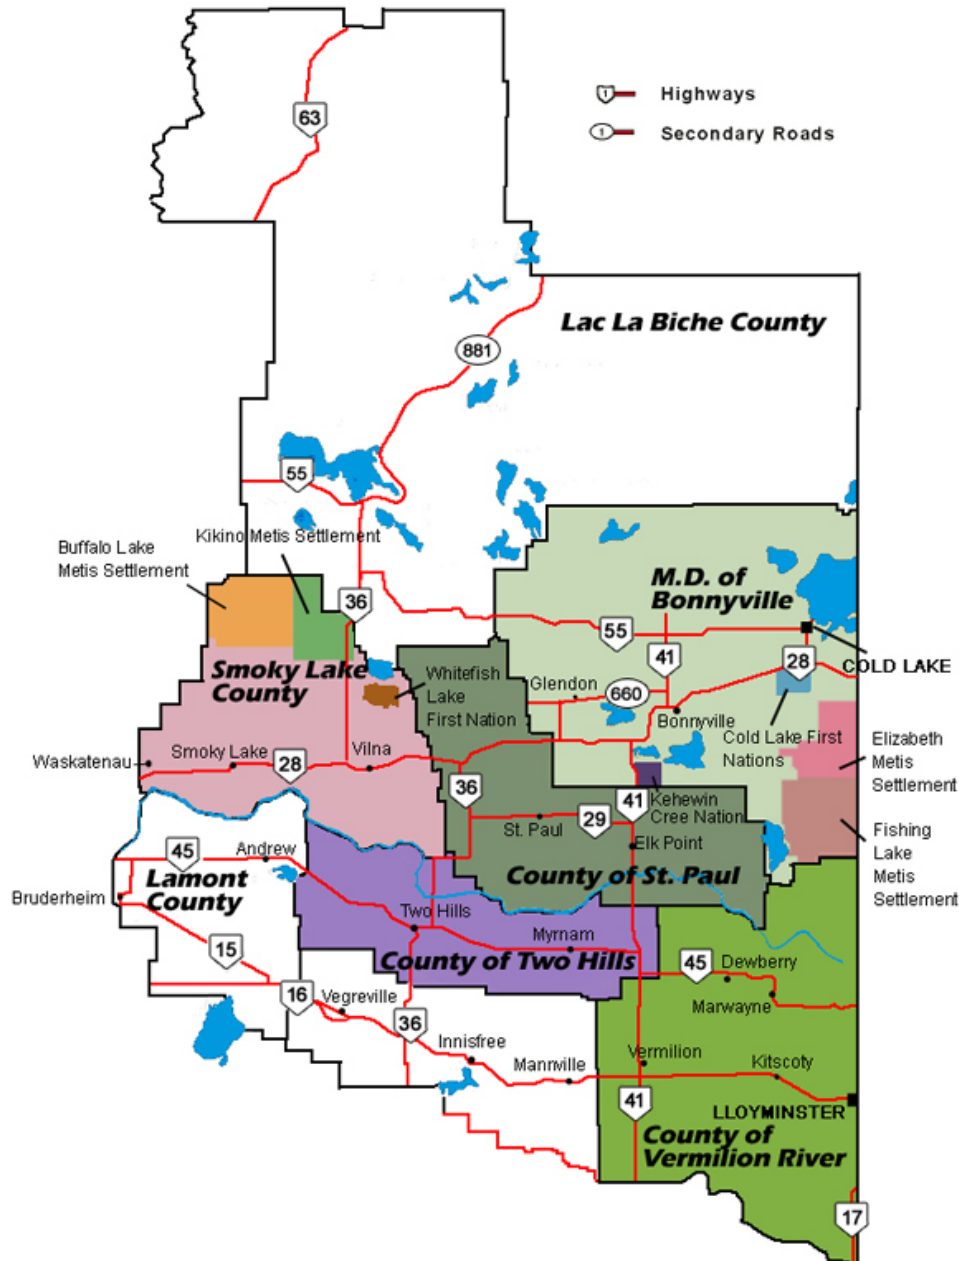 63
1 Highways
1 Secondary Roads
Lac La Biche County
881
55
Buffalo Lake
Metis Settlement
Kikino Metis Settlement
36
M.D. of
Bonnyville
55
41
28
COLD LAKE
Smoky Lake
County
Whitefish
Lake
First Nation
Glendon
660
Bonnyville
Cold Lake First
Nations
Elizabeth
Metis
Settlement
Waskatenau
Smoky Lake
28
Vilna
36
41
Kehewin
Cree Nation
St. Paul
29
Elk Point
Fishing
Lake
Metis
Settlement
45
Andrew
Lamont
County
Bruderheim
County of St. Paul
Two Hills
Myrnam
County of Two Hills
15
45
Dewberry
Marwayne
16
Vegreville
36
Innisfree
Mannville
Vermilion
Kitscoty
41
LLOYMINSTER
County of
Vermilion River
17